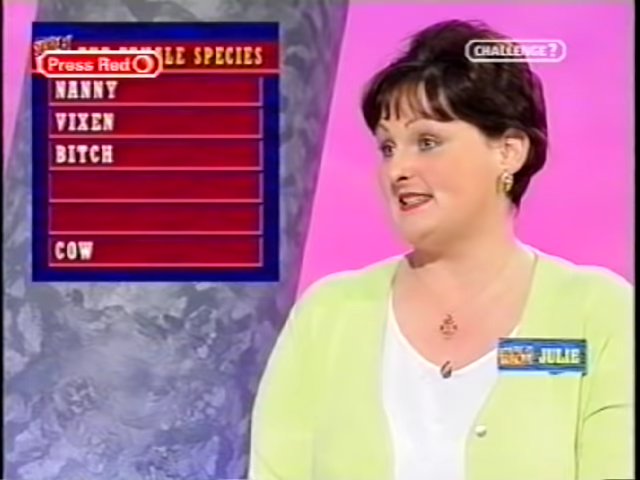 LE SPECIES
Press Red
CHALLENGE?
NANNY
VIXEN
BITCH
COW
JULIE